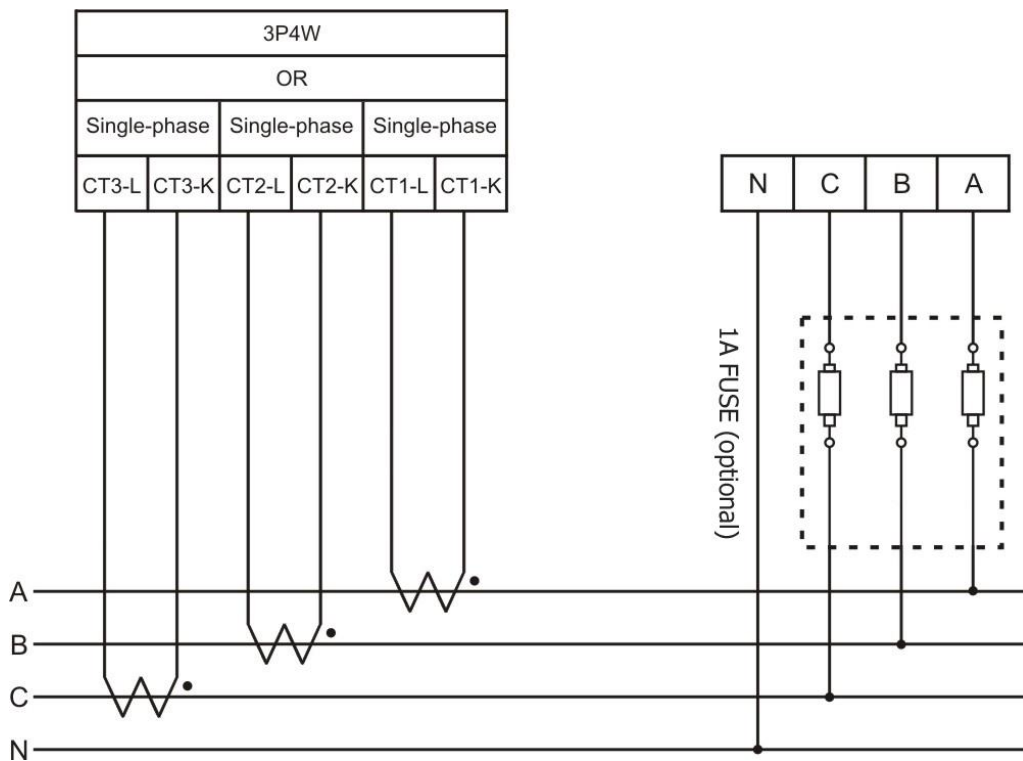 3P4W
OR
Single-phase Single-phase Single-phase
CT3-L CT3-K CT2-L CT2-K CT1-L CT1-K
N C B A
1A FUSE (optional)
A
B
C
N